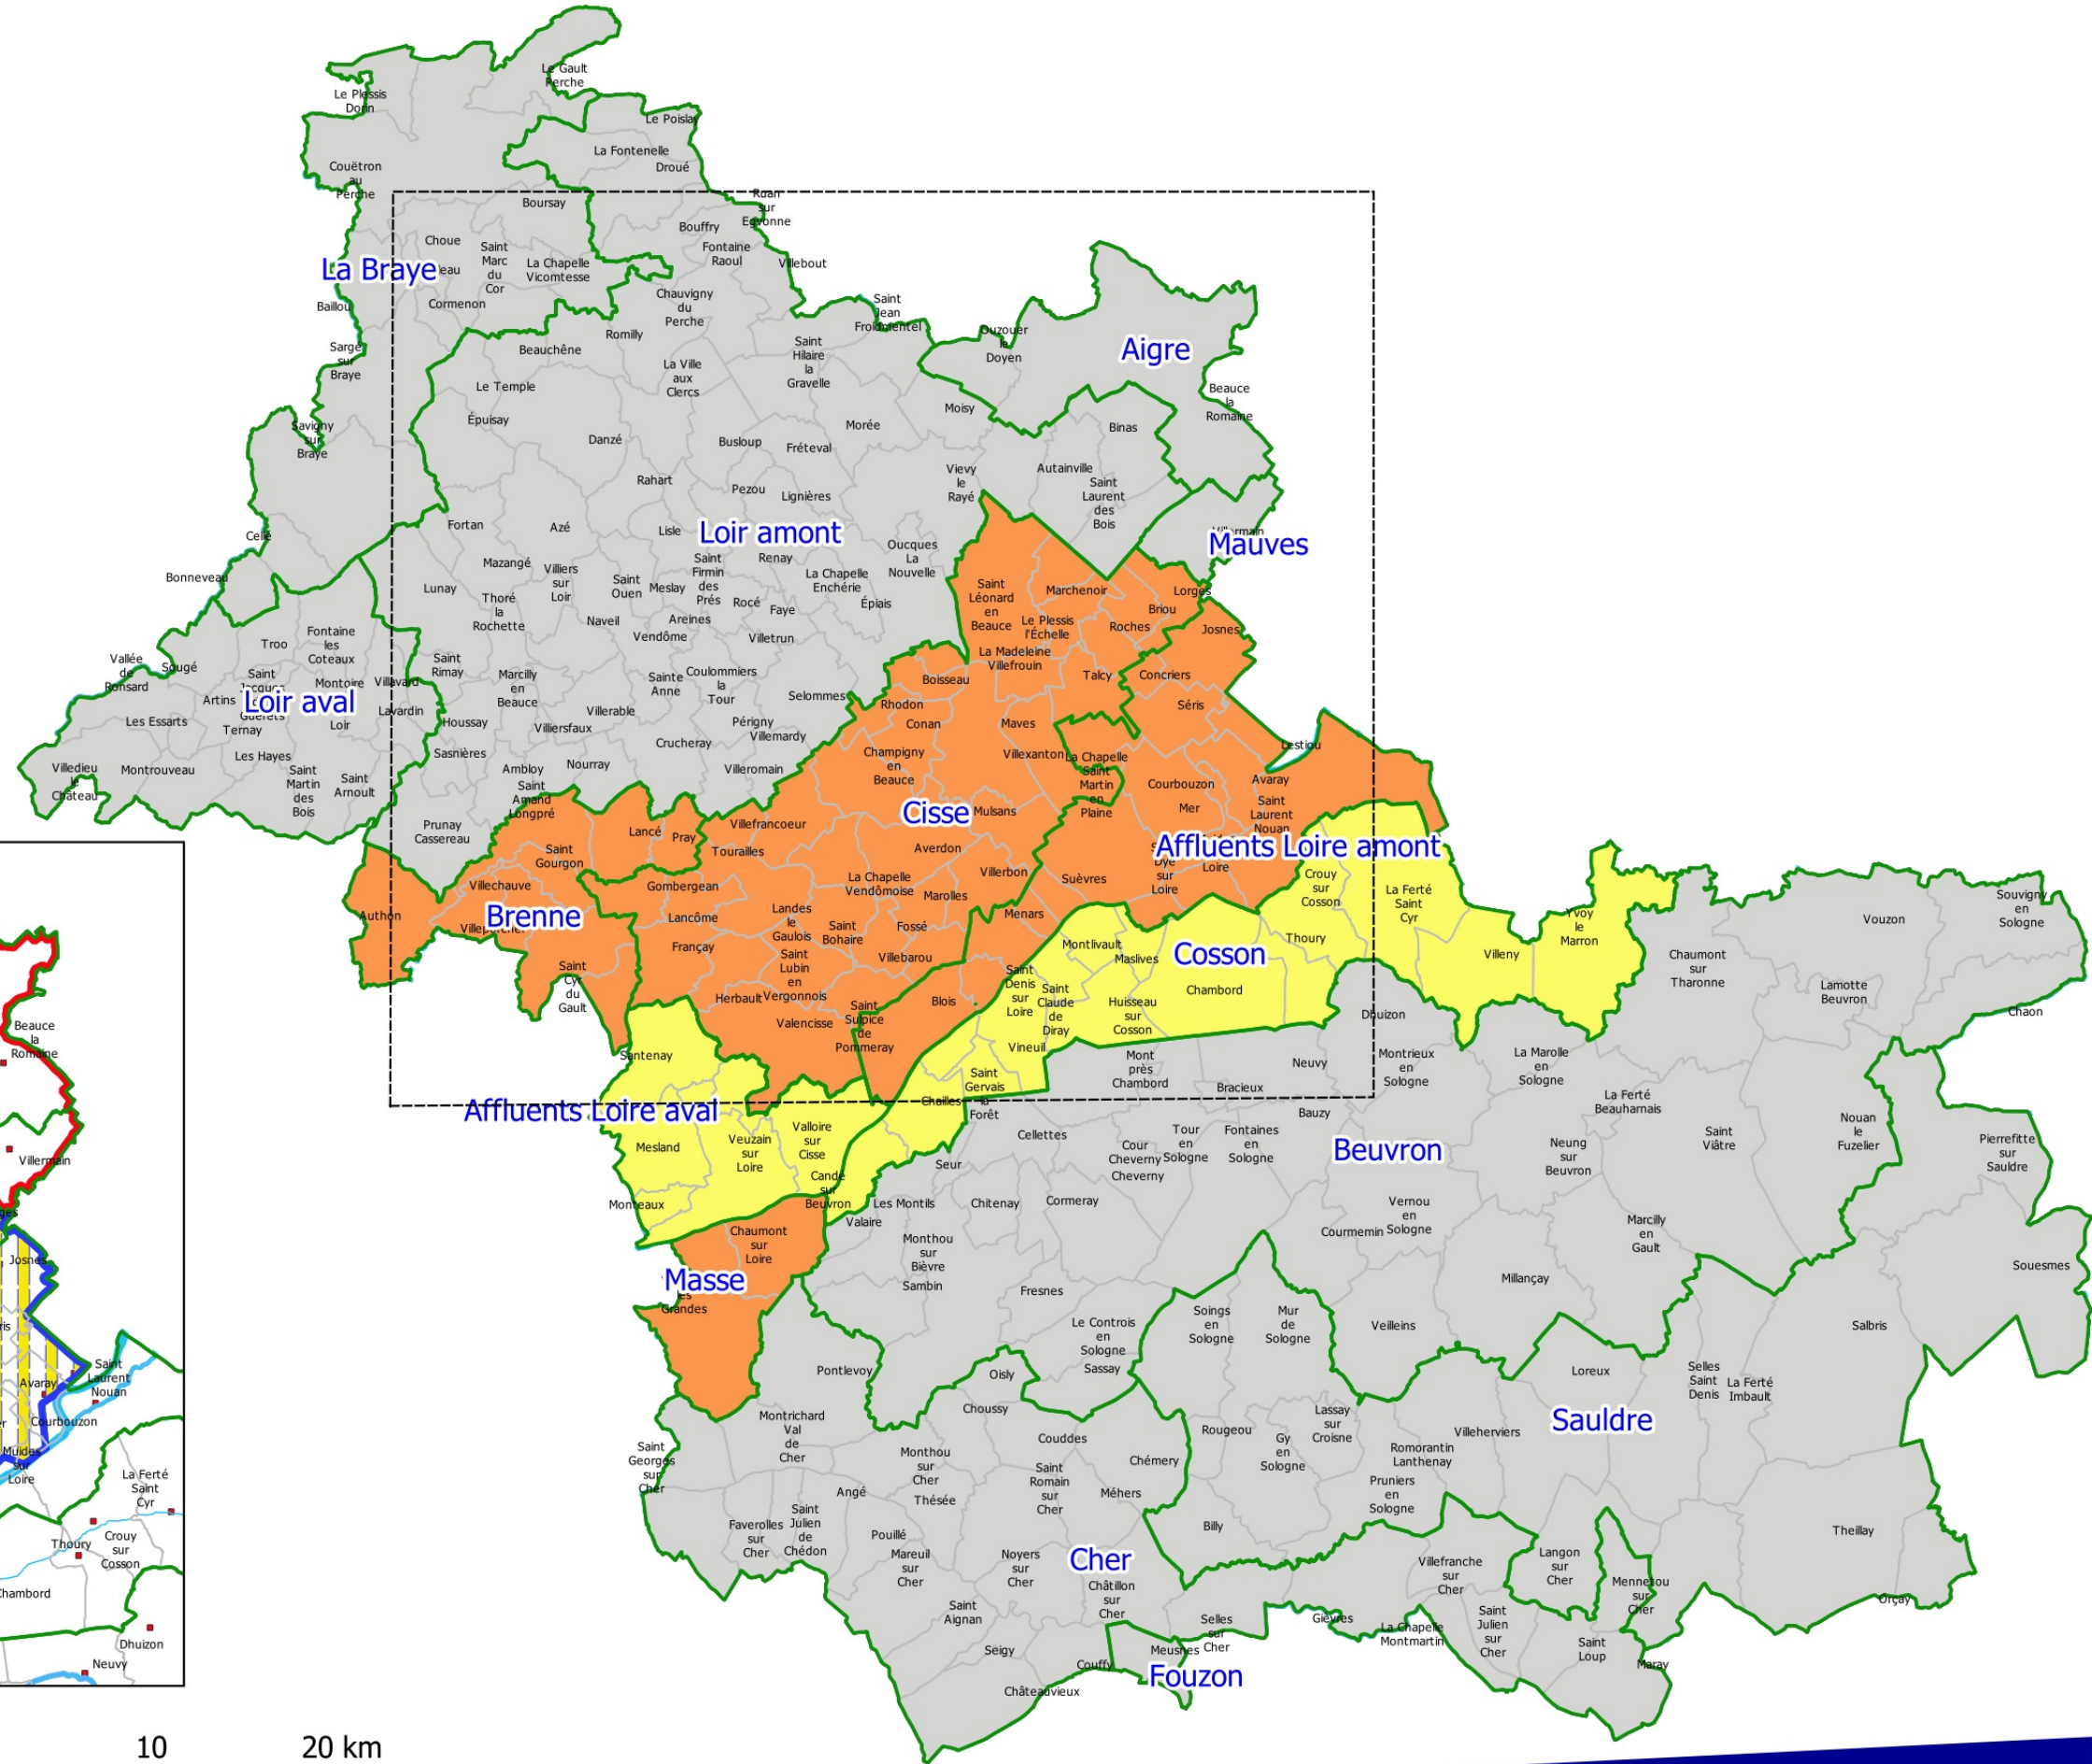 Le Gault
Perche
Le Plessis
Dorin
Le Poislay
La Fontenelle
Droué
Couëtron
au
Perche
Boursay
Ruan
sur
Egvonne
Bouffry
Fontaine
Raoul
Villebout
Choue
Saint
Marc
du
Cor
La Chapelle
Vicomtesse
La Braye
Cormenon
Baillou
Chauvigny
du
Perche
Saint
Jean
Froidmentel
Romilly
Beauchêne
Saint
Hilaire
la
Gravelle
Ouzouer
le
Doyen
Aigre
Sargé
sur
Braye
La Ville
aux
Clercs
Le Temple
Épuisay
Beauce
la
Romaine
Moisy
Morée
Binas
Savigny
sur
Braye
Danzé
Busloup
Fréteval
Rahart
Pezou
Lignières
Vievy
le
Rayé
Autainville
Saint
Laurent
des
Bois
Cellé
Fortan
Azé
Lisle
Loir amont
Villermain
Mauves
Bonneveau
Mazangé
Villiers
sur
Loir
Saint
Ouen
Meslay
Saint
Firmin
des
Prés
Renay
La Chapelle
Enchérie
Oucques
La
Nouvelle
Lunay
Thoré
la
Rochette
Rocé
Faye
Épiais
Naveil
Areines
Vendôme
Villetrun
Saint
Léonard
en
Beauce
Marchenoir
Lorges
Briou
Le Plessis
l'Échelle
Roches
Josnes
La Madeleine
Villefrouin
Talcy
Concriers
Séris
Troo
Fontaine
les
Coteaux
Vallée
de
Ronsard
Sougé
Saint
Jacques
Guérets
Artins
Montoire
Loir
Villavard
Lavardin
Loir aval
Les Essarts
Ternay
Les Hayes
Villedieu
le
Château
Montrouveau
Saint
Martin
des
Bois
Saint
Arnoult
Saint
Rimay
Marcilly
en
Beauce
Houssay
Sasnières
Villiersfaux
Villerable
Sainte
Anne
Coulommiers
la
Tour
Selommes
Périgny
Villemardy
Crucheray
Ambloy
Nourray
Villeromain
Saint
Amand
Longpré
Prunay
Cassereau
Boisseau
Rhodon
Conan
Maves
Champigny
en
Beauce
Villexanton
La Chapelle
Saint
Martin
en
Plaine
Lestiou
Courbouzon
Avaray
Mer
Saint
Laurent
Nouan
Cisse
Mulsans
Affluents Loire amont
Dyé
sur
Loire
Loire
Suèvres
Lancé
Pray
Villefrancoeur
Tourailles
Averdon
Saint
Gourgon
Villechauve
Gombergean
La Chapelle
Vendômoise
Marolles
Villerbon
Menars
Authon
Brenne
Villeporcher
Lancôme
Landes
le
Gaulois
Saint
Bohaire
Fossé
Françay
Villebarou
Saint
Lubin
en
Vergonnois
Saint
Cyr
du
Gault
Herbault
Valencisse
Saint
Sulpice
de
Pommeray
Blois
Crouy
sur
Cosson
La Ferté
Saint
Cyr
Yvoy
le
Marron
Villeny
Thoury
Montlivault
Maslives
Cosson
Chambord
Saint
Denis
sur
Loire
Saint
Claude
de
Diray
Huisseau
sur
Cosson
Vineuil
Saint
Gervais
la
Forêt
Chailles
Vouzon
Souvigny
en
Sologne
Chaumont
sur
Tharonne
Lamotte
Beuvron
Chaon
Dhuizon
Montrieux
en
Sologne
La Marolle
en
Sologne
Mont
près
Chambord
Bracieux
Neuvy
Bauzy
La Ferté
Beauharnais
Nouan
le
Fuzelier
Pierrefitte
sur
Sauldre
Saint
Viâtre
Neung
sur
Beuvron
Beuvron
Santenay
Affluents Loire aval
Mesland
Veuzain
sur
Loire
Valloire
sur
Cisse
Candé
sur
Beuvron
Monteaux
Chaumont
sur
Loire
Masse
Grandes
Cellettes
Cour
Cheverny
Cheverny
Tour
en
Sologne
Fontaines
en
Sologne
Seur
Les Montils
Valaire
Chitenay
Cormeray
Monthou
sur
Bièvre
Sambin
Fresnes
Vernou
en
Sologne
Courmemin
Marcilly
en
Gault
Millançay
Souesmes
Le Controis
en
Sologne
Sassay
Soings
en
Sologne
Mur
de
Sologne
Veilleins
Salbris
Loreux
Selles
Saint
Denis
La Ferté
Imbault
Sauldre
Pontlevoy
Oisly
Choussy
Montrichard
Val
de
Cher
Couddes
Rougeou
Lassay
sur
Croisne
Gy
en
Sologne
Villeherviers
Romorantin
Lanthenay
Pruniers
en
Sologne
Saint
Georges
sur
Cher
Monthou
sur
Cher
Chémery
Saint
Romain
sur
Cher
Méhers
Angé
Thésée
Billy
Faverolles
sur
Cher
Saint
Julien
de
Chédon
Pouillé
Mareuil
sur
Cher
Noyers
sur
Cher
Cher
Châtillon
sur
Cher
Saint
Aignan
Seigy
Couffy
Châteauvieux
Meusnes
Selles
sur
Cher
Fouzon
Gièvres
La Chapelle
Montmartin
Villefranche
sur
Cher
Langon
sur
Cher
Mennetou
sur
Cher
Saint
Julien
sur
Cher
Saint
Loup
Maray
Theillay
Orçay
Beauce
la
Romaine
Villermain
Josnes
Avaray
Saint
Laurent
Nouan
Courbouzon
Muides
sur
Loire
La Ferté
Saint
Cyr
Thoury
Crouy
sur
Cosson
Chambord
Dhuizon
Neuvy
10
20 km